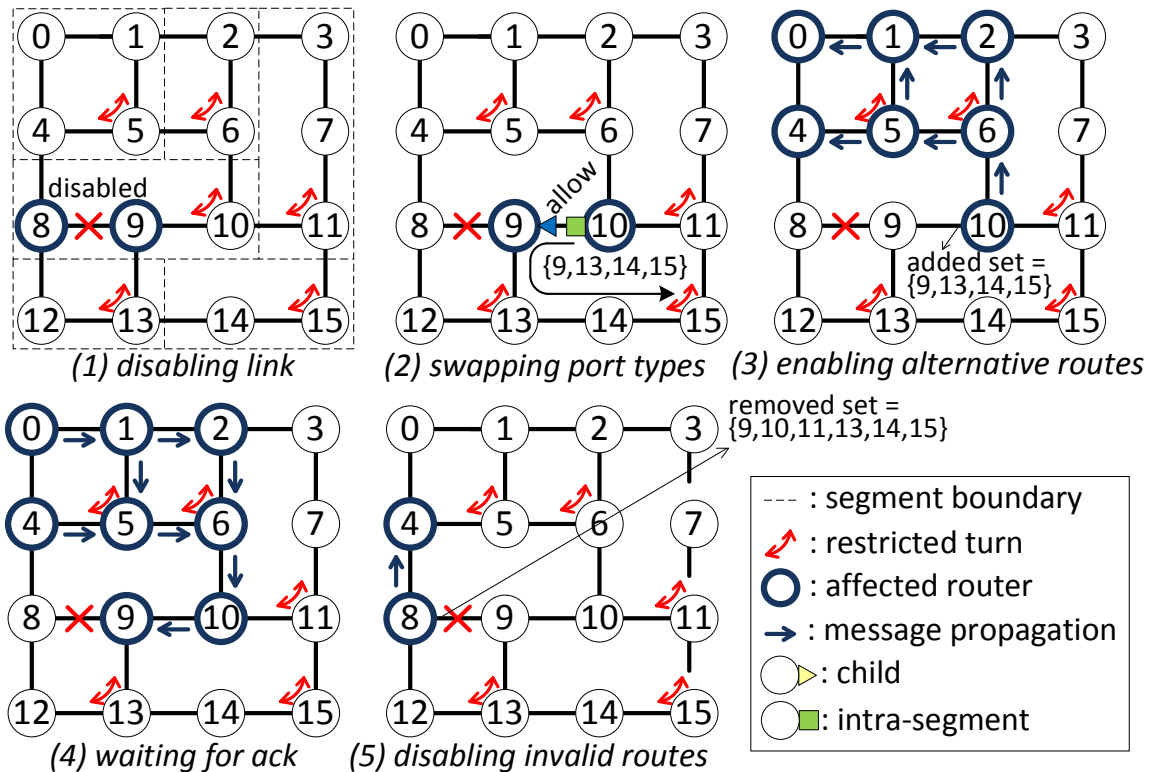 0 1 2 3
4 5 6 7
disabled
8 9 10 11
12 13 14 15
(1) disabling link
0 1 2 3
4 5 6 7
allow
8 9 10 11
{9,13,14,15}
12 13 14 15
(2) swapping port types
0 1 2 3
4 5 6 7
8 9 10 11
added set =
{9,13,14,15}
12 13 14 15
(3) enabling alternative routes
0 1 2 3
4 5 6 7
8 9 10 11
12 13 14 15
(4) waiting for ack
removed set =
{9,10,11,13,14,15}
0 1 2 3
4 5 6 7
8 9 10 11
12 13 14 15
(5) disabling invalid routes
: segment boundary
: restricted turn
: affected router
: message propagation
: child
: intra-segment